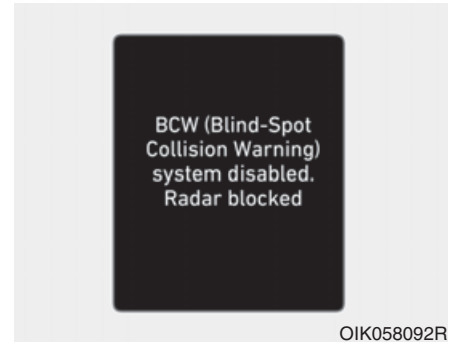 BCW (Blind-Spot
Collision Warning)
system disabled.
Radar blocked
OIK058092R